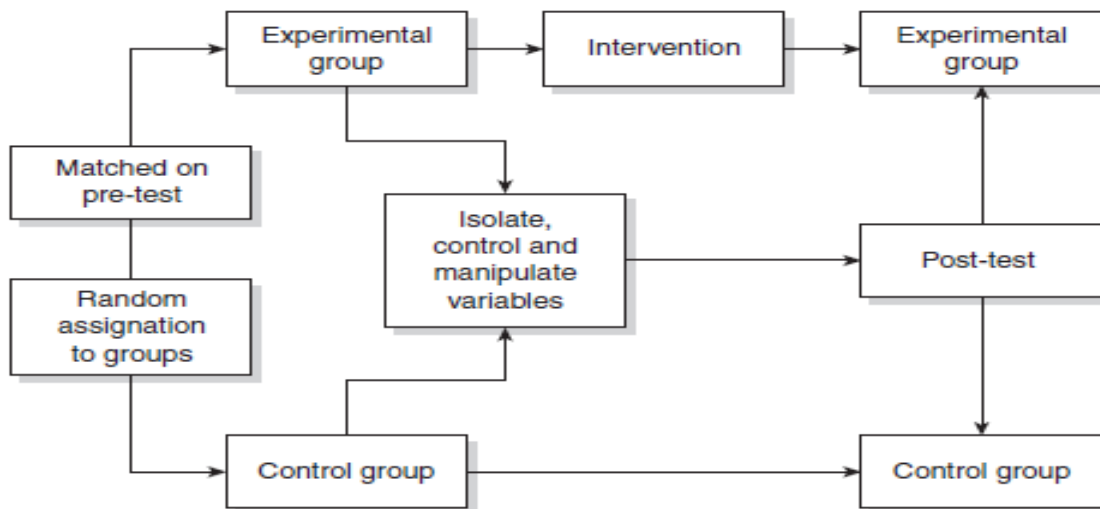 Experimental
group
Intervention
Experimental
group
Matched on
pre-test
Isolate,
control and
manipulate
variables
Post-test
Random
assignation
to groups
Control group
Control group